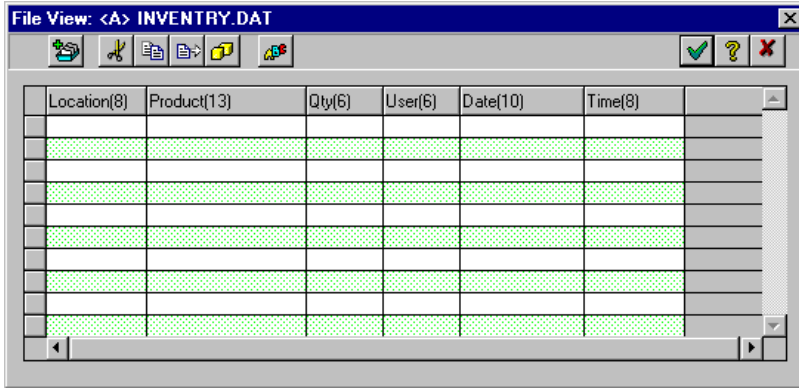 File View: <A> INVENTRY.DAT
Location(8) Product(13) Qty(6) User(6) Date(10) Time(8)